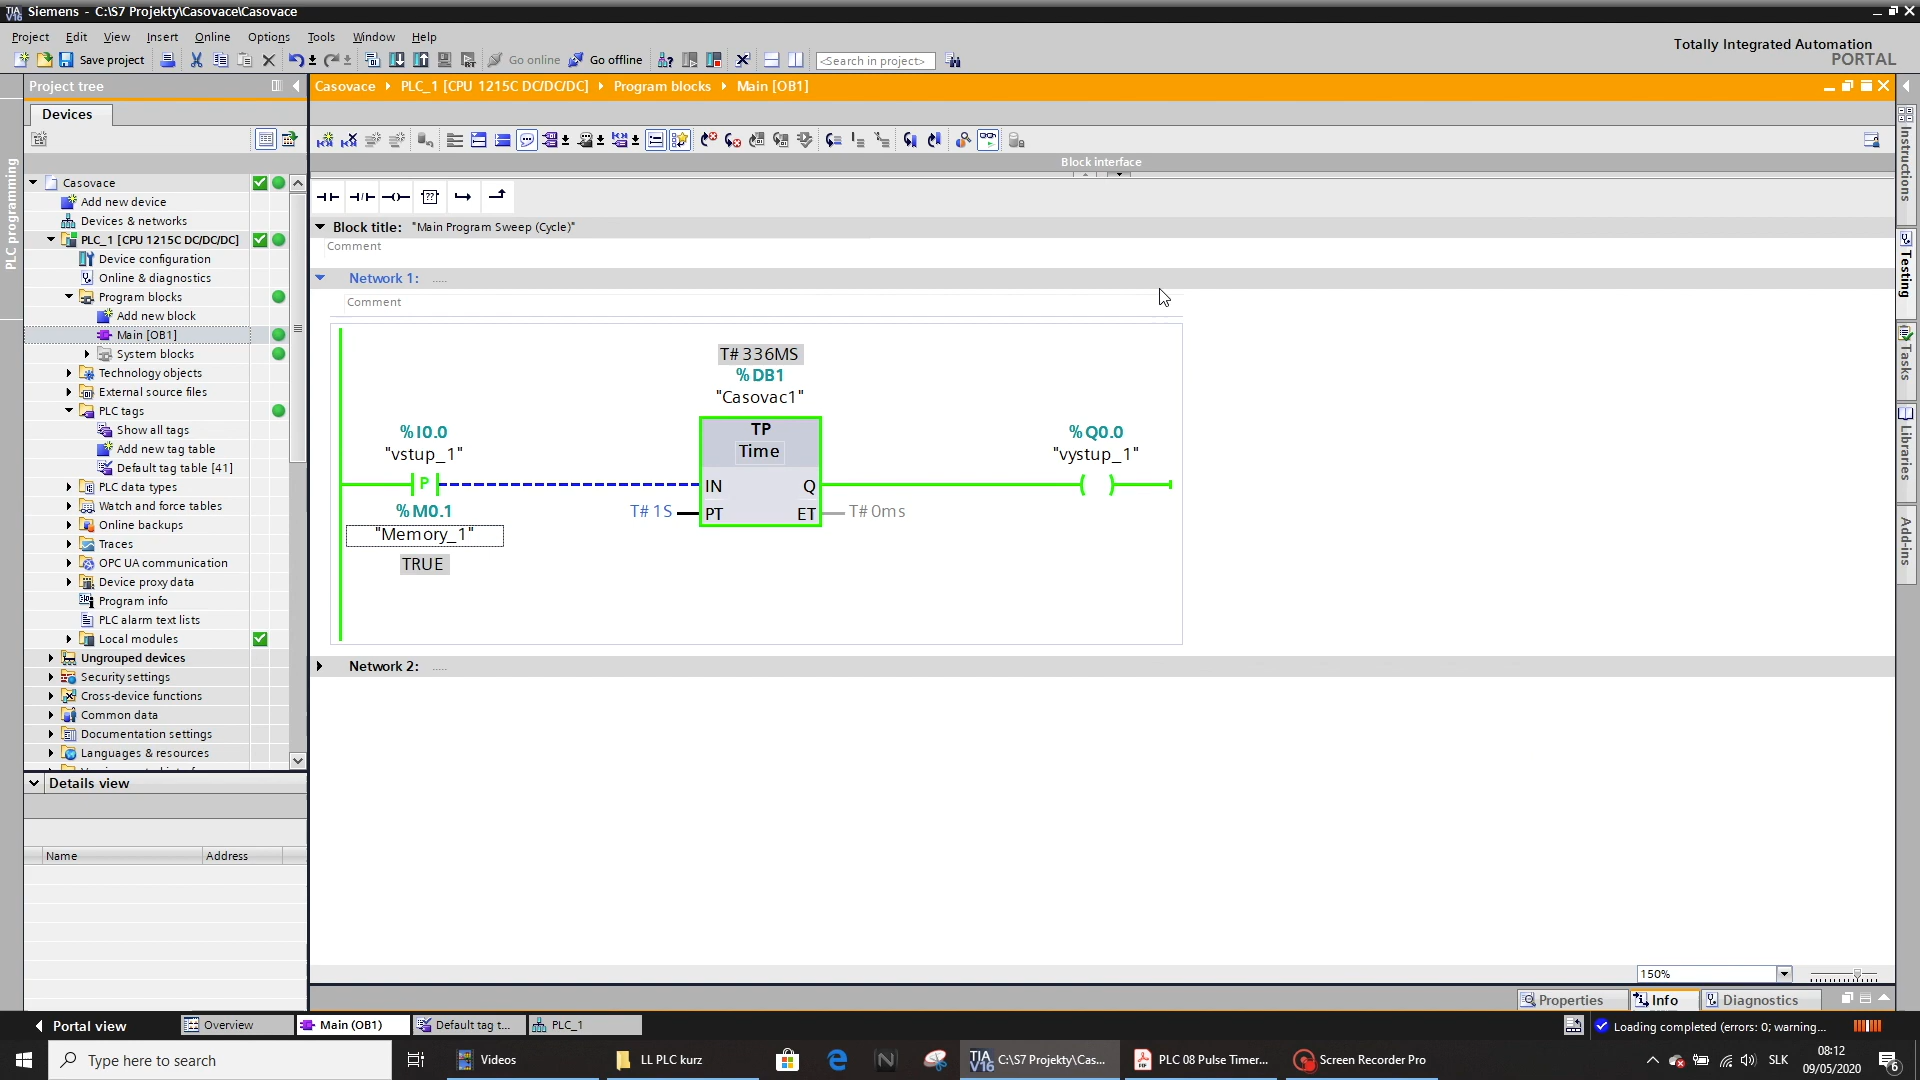 Siemens - C:\S7 Projekty\Casovace\Casovace
Project Edit View Insert Online Options Tools Window Help
Totally Integrated Automation
PORTAL
Save project
Go online
Go offline
<Search in project>
Project tree
Casovace PLC_1 [CPU 1215C DC/DC/DC] Program blocks Main [OB1]
Devices
Block interface
PLC programming
Casovace
Add new device
Devices & networks
PLC_1 [CPU 1215C DC/DC/DC]
Device configuration
Online & diagnostics
Program blocks
Add new block
Main [OB1]
System blocks
Technology objects
External source files
PLC tags
Show all tags
Add new tag table
Default tag table [41]
PLC data types
Watch and force tables
Online backups
Traces
OPC UA communication
Device proxy data
Program info
PLC alarm text lists
Local modules
Ungrouped devices
Security settings
Cross-device functions
Common data
Documentation settings
Languages & resources
Details view
Name Address
Block title: "Main Program Sweep (Cycle)"
Comment
Network 1: .....
Comment
T#336MS
%DB1
"Casovac1"
%I0.0
"vstup_1"
P
%M0.1
"Memory_1"
TRUE
TP
Time
IN Q
T#1S PT ET T#0ms
%Q0.0
"vystup_1"
Network 2: .....
Instructions
Testing
Tasks
Libraries
Add-ins
150%
Properties
Info
Diagnostics
Portal view
Overview
Main (OB1)
Default tag t...
PLC_1
Loading completed (errors: 0; warning...
Type here to search
Videos
LL PLC kurz
C:\S7 Projekty\Cas...
PLC 08 Pulse Timer...
Screen Recorder Pro
SLK
08:12
09/05/2020
6